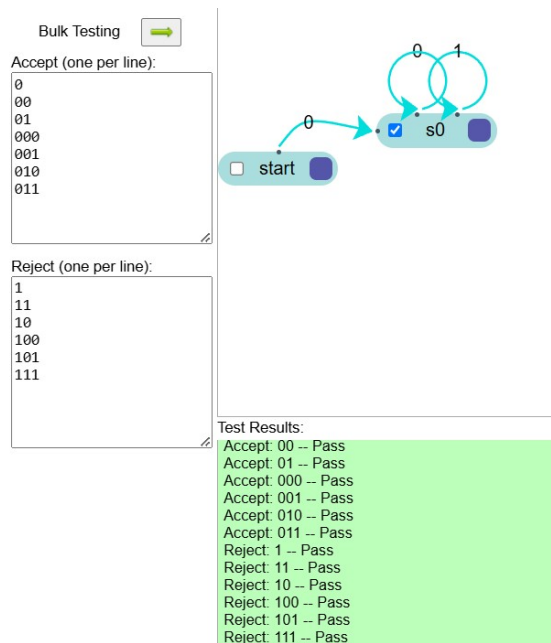 Bulk Testing
Accept (one per line):
0
00
01
000
001
010
011
Reject (one per line):
1
11
10
100
101
111
0 1
0
s0
start
Test Results:
Accept: 00 -- Pass
Accept: 01 -- Pass
Accept: 000 -- Pass
Accept: 001 -- Pass
Accept: 010 -- Pass
Accept: 011 -- Pass
Reject: 1 -- Pass
Reject: 11 -- Pass
Reject: 10 -- Pass
Reject: 100 -- Pass
Reject: 101 -- Pass
Reject: 111 -- Pass